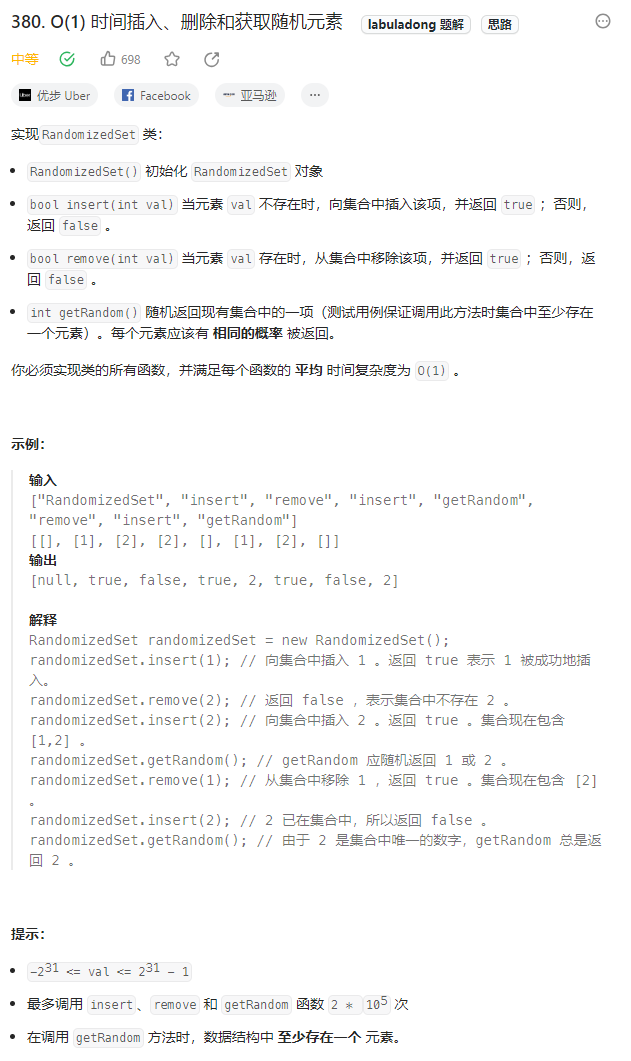 380. O(1) 时间插入、删除和获取随机元素 labuladong 题解 思路
中等 698
优步 Uber Facebook 亚马逊 ...
实现 RandomizedSet 类:
• RandomizedSet() 初始化 RandomizedSet 对象
• bool insert(int val) 当元素 val 不存在时，向集合中插入该项，并返回 true ；否则，
返回 false 。
• bool remove(int val) 当元素 val 存在时，从集合中移除该项，并返回 true ；否则，返
回 false 。
• int getRandom() 随机返回现有集合中的一项（测试用例保证调用此方法时集合中至少存在
一个元素）。每个元素应该有 相同的概率 被返回。
你必须实现类的所有函数，并满足每个函数的 平均 时间复杂度为 O(1) 。
示例：
输入
["RandomizedSet", "insert", "remove", "insert", "getRandom",
"remove", "insert", "getRandom"]
[[], [1], [2], [2], [], [1], [2], []]
输出
[null, true, false, true, 2, true, false, 2]
解释
RandomizedSet randomizedSet = new RandomizedSet();
randomizedSet.insert(1); // 向集合中插入 1 。返回 true 表示 1 被成功地插
入。
randomizedSet.remove(2); // 返回 false ，表示集合中不存在 2 。
randomizedSet.insert(2); // 向集合中插入 2 。返回 true 。集合现在包含
[1,2] 。
randomizedSet.getRandom(); // getRandom 应随机返回 1 或 2 。
randomizedSet.remove(1); // 从集合中移除 1 ，返回 true 。集合现在包含 [2]
。
randomizedSet.insert(2); // 2 已在集合中，所以返回 false 。
randomizedSet.getRandom(); // 由于 2 是集合中唯一的数字，getRandom 总是返
回 2 。
提示：
• -2³¹ <= val <= 2³¹ - 1
• 最多调用 insert、remove 和 getRandom 函数 2 * 10⁵ 次
• 在调用 getRandom 方法时，数据结构中 至少存在一个 元素。